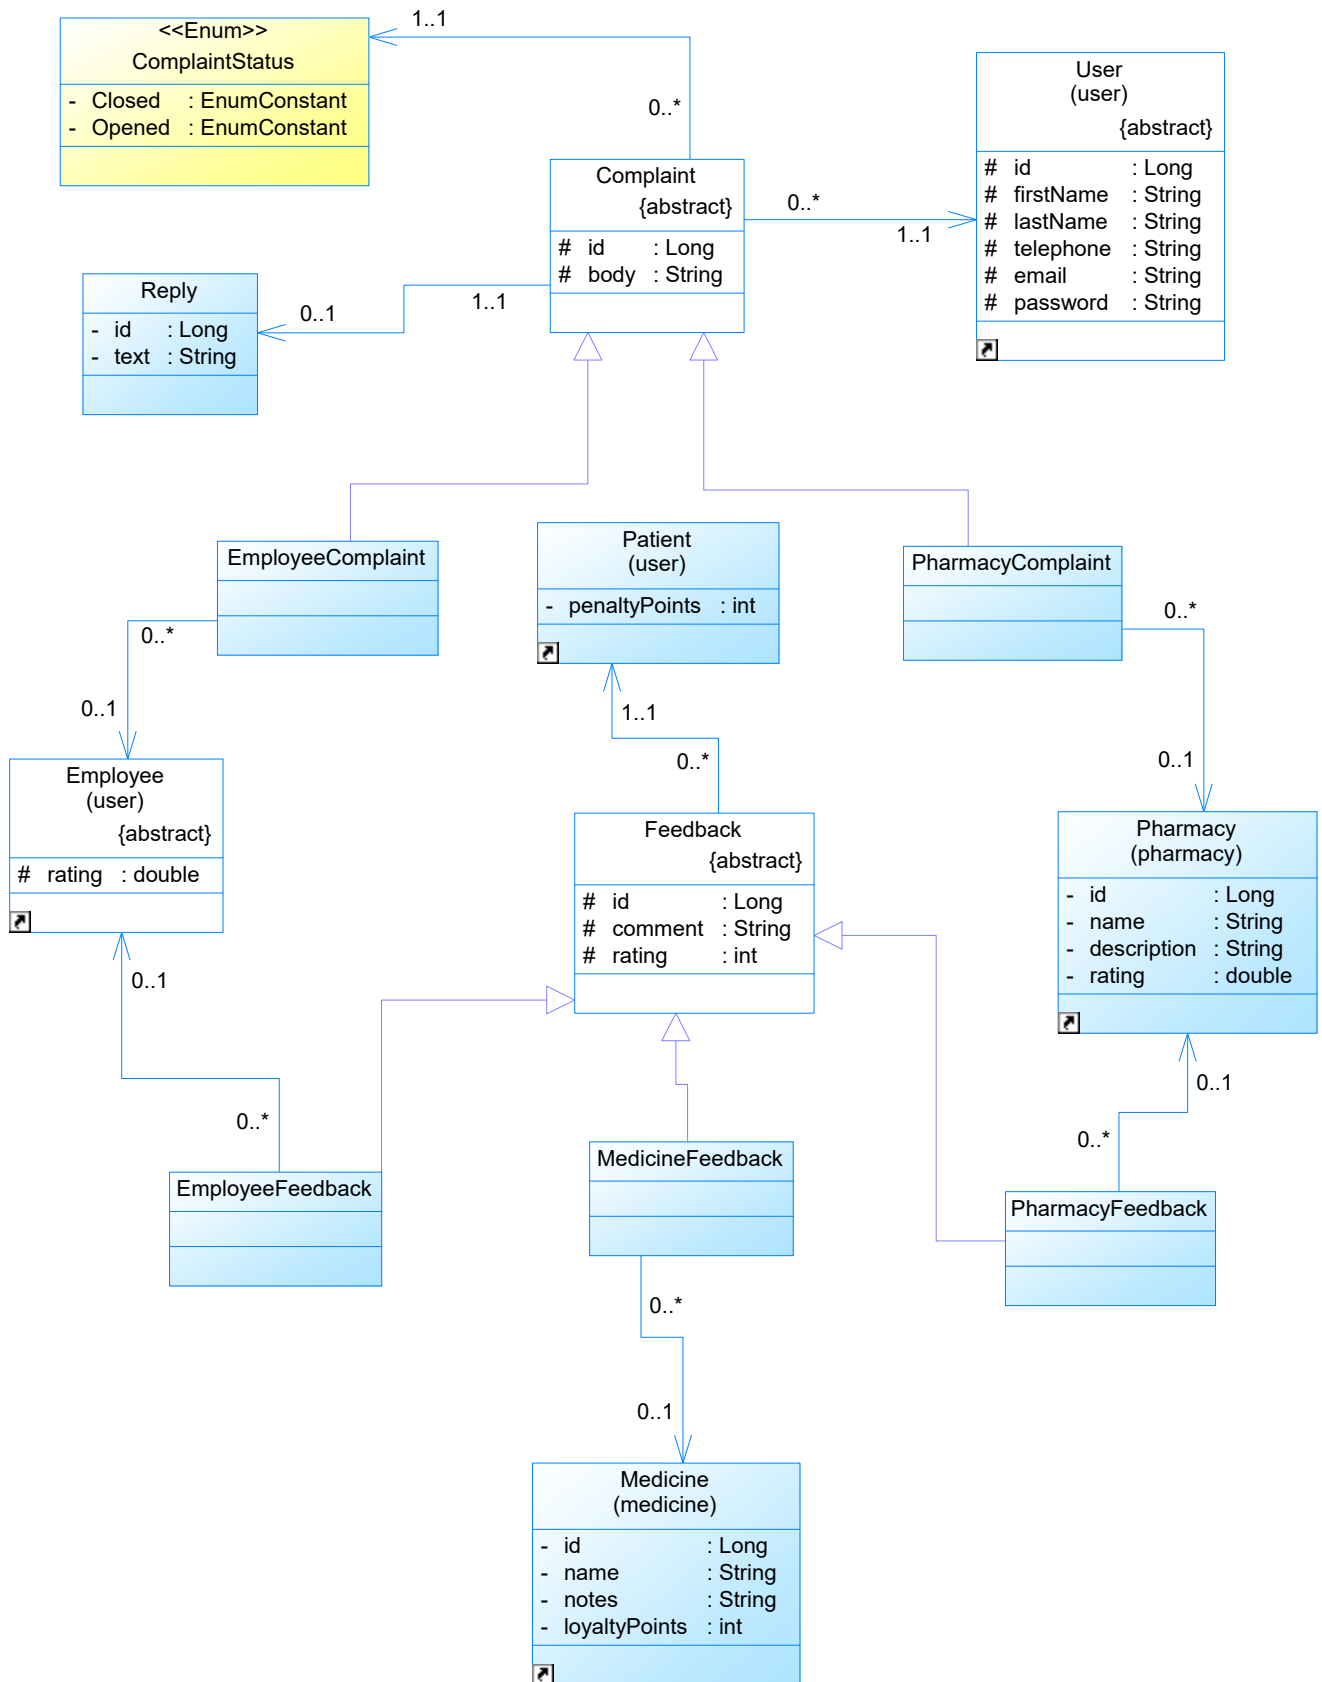 <<Enum>>
ComplaintStatus
- Closed : EnumConstant
- Opened : EnumConstant
1..1
0..*
User
(user)
{abstract}
# id : Long
# firstName : String
# lastName : String
# telephone : String
# email : String
# password : String
Complaint
{abstract}
# id : Long
# body : String
0..*
1..1
Reply
- id : Long
- text : String
0..1
1..1
EmployeeComplaint
0..*
0..1
Patient
(user)
- penaltyPoints : int
1..1
0..*
PharmacyComplaint
0..*
0..1
Employee
(user)
{abstract}
# rating : double
0..1
0..*
Feedback
{abstract}
# id : Long
# comment : String
# rating : int
Pharmacy
(pharmacy)
- id : Long
- name : String
- description : String
- rating : double
0..1
0..*
EmployeeFeedback
MedicineFeedback
PharmacyFeedback
0..*
0..1
Medicine
(medicine)
- id : Long
- name : String
- notes : String
- loyaltyPoints : int